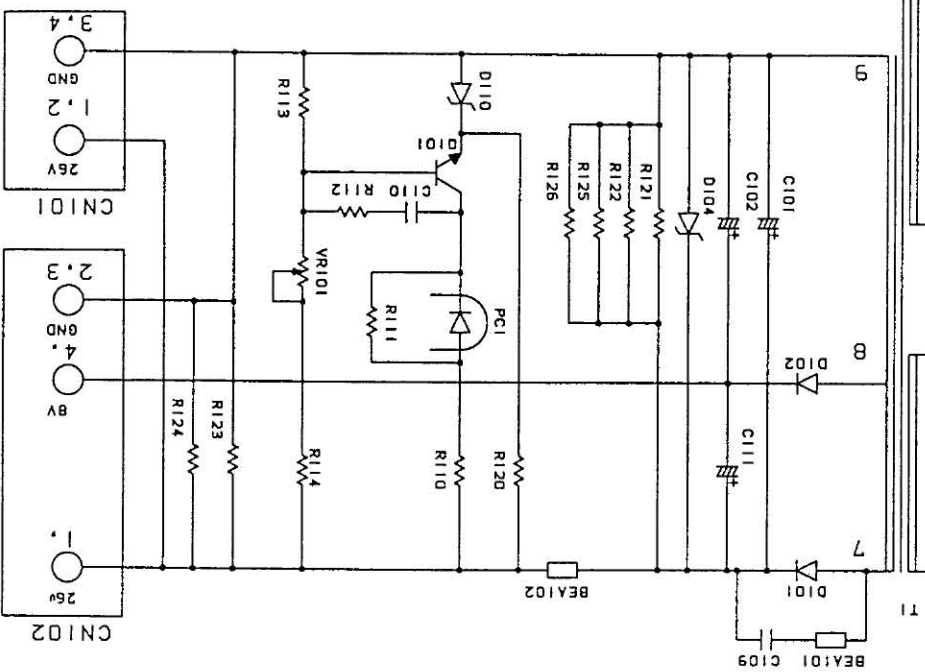 BEA101 C109
T1
D101
BEA102
CN102
7
26v
1,
C111
R120
R110
R114
R123
R124
D102
8
8V
4,
GND
2,3
PC1
R111
VR101
C101
C102
D104
R121
R122
R125
R126
C110
R112
Q101
CN101
26V
1,2
D110
R113
9
GND
3,4